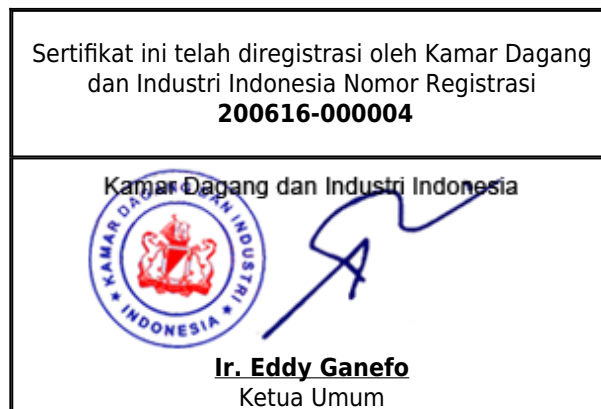 Sertifikat ini telah diregistrasi oleh Kamar Dagang
dan Industri Indonesia Nomor Registrasi
200616-000004
Kamar Dagang dan Industri Indonesia
KAMAR DAGANG DAN INDUSTRI
INDONESIA
Ir. Eddy Ganefo
Ketua Umum